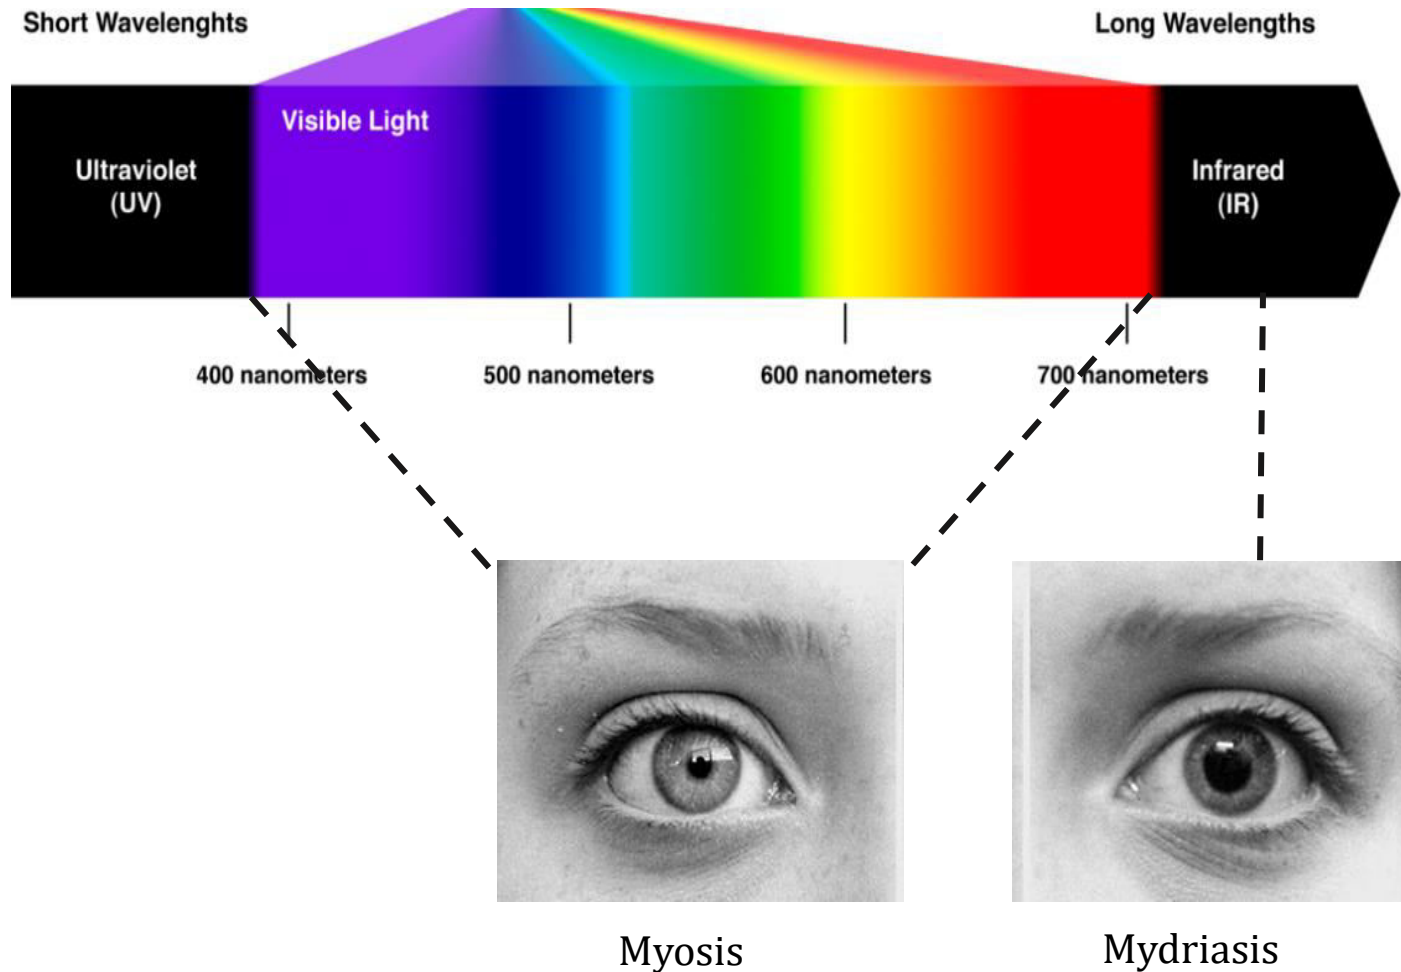 Short Wavelenghts
Long Wavelengths
Visible Light
Ultraviolet
(UV)
Infrared
(IR)
400 nanometers
500 nanometers
600 nanometers
700 nanometers
Myosis
Mydriasis